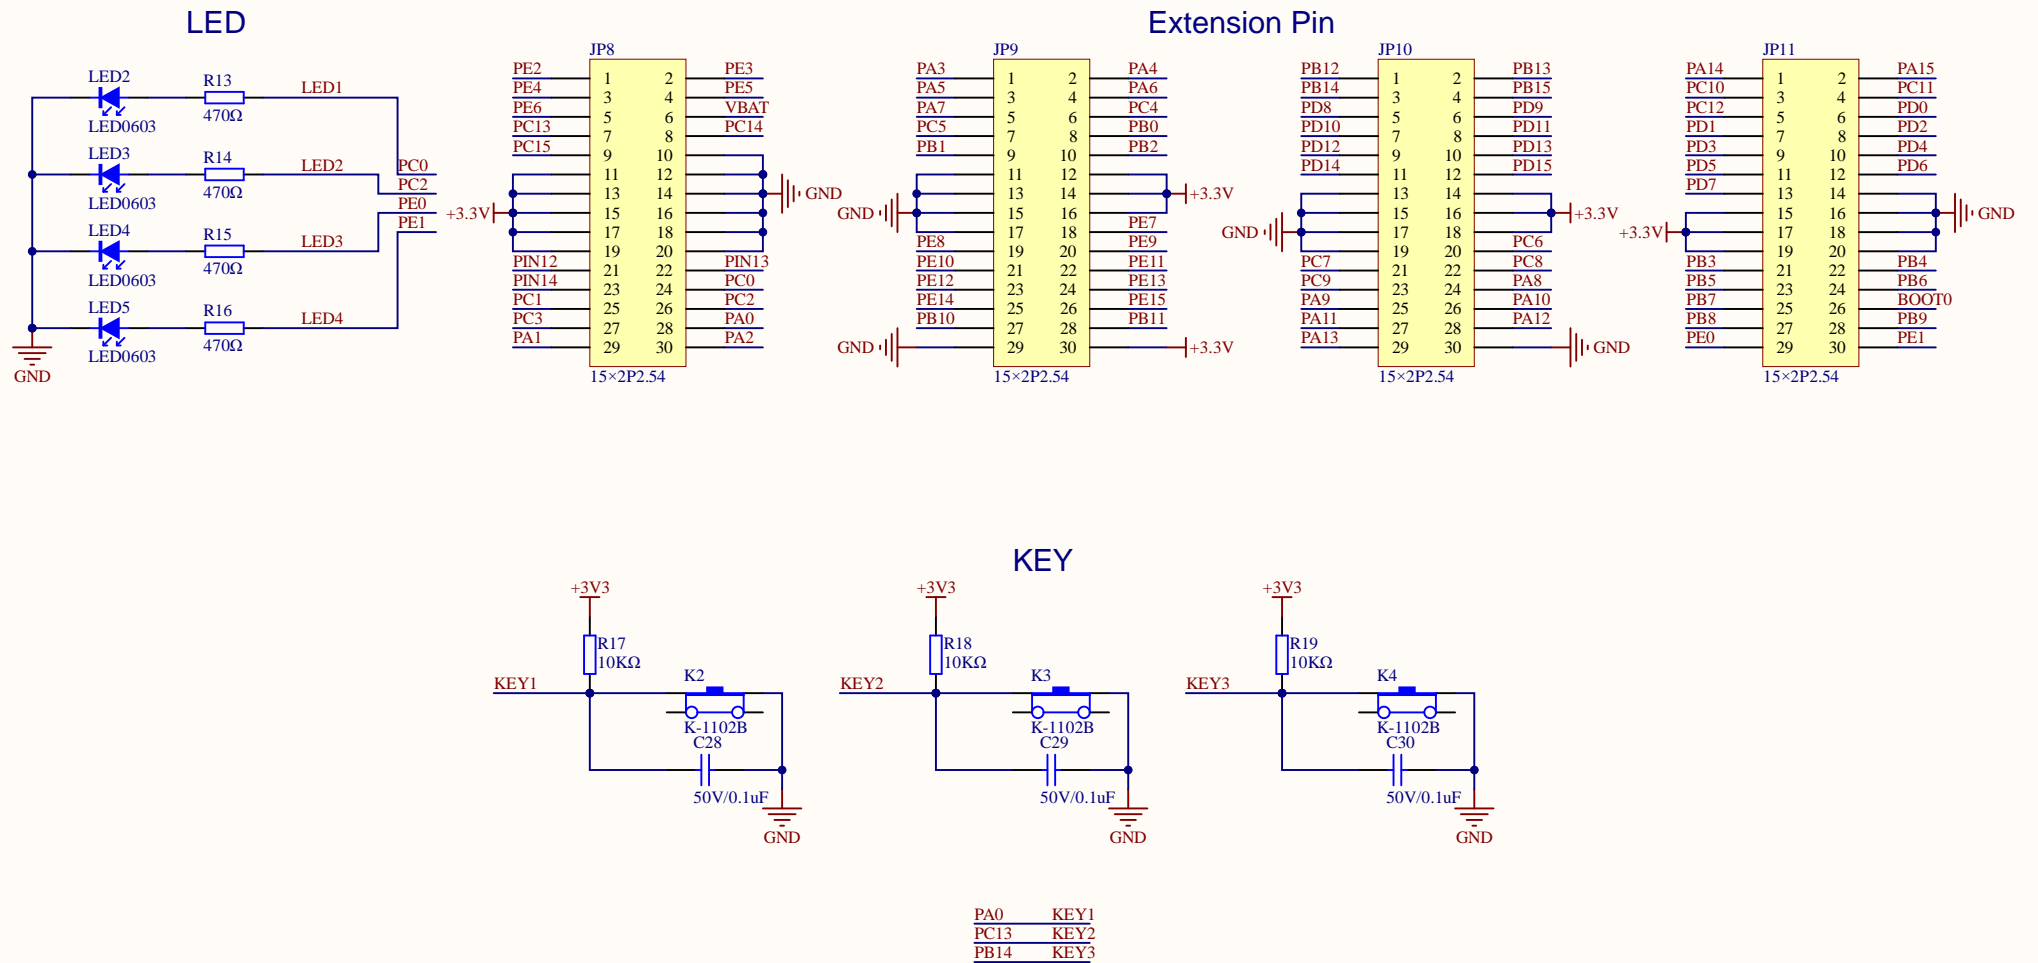 LED
Extension Pin
LED2 R13 LED1
LED0603 470Ω
LED3 R14 LED2 PC0
LED0603 470Ω PC2
LED4 R15 LED3 PE0
LED0603 470Ω PE1
LED5 R16 LED4
LED0603 470Ω
GND
JP8
PE2 1 2 PE3
PE4 3 4 PE5
PE6 5 6 VBAT
PC13 7 8 PC14
PC15 9 10
11 12
13 14 GND
+3.3V 15 16
17 18
19 20
PIN12 21 22 PIN13
PIN14 23 24 PC0
PC1 25 26 PC2
PC3 27 28 PA0
PA1 29 30 PA2
15×2P2.54
JP9
PA3 1 2 PA4
PA5 3 4 PA6
PA7 5 6 PC4
PC5 7 8 PB0
PB1 9 10 PB2
11 12
13 14 +3.3V
GND 15 16
17 18 PE7
PE8 19 20 PE9
PE10 21 22 PE11
PE12 23 24 PE13
PE14 25 26 PE15
PB10 27 28 PB11
GND 29 30 +3.3V
15×2P2.54
JP10
PB12 1 2 PB13
PB14 3 4 PB15
PD8 5 6 PD9
PD10 7 8 PD11
PD12 9 10 PD13
PD14 11 12 PD15
13 14
15 16 +3.3V
GND 17 18
19 20 PC6
PC7 21 22 PC8
PC9 23 24 PA8
PA9 25 26 PA10
PA11 27 28 PA12
PA13 29 30 GND
15×2P2.54
JP11
PA14 1 2 PA15
PC10 3 4 PC11
PC12 5 6 PD0
PD1 7 8 PD2
PD3 9 10 PD4
PD5 11 12 PD6
PD7 13 14
15 16 GND
+3.3V 17 18
19 20
PB3 21 22 PB4
PB5 23 24 PB6
PB7 25 26 BOOT0
PB8 27 28 PB9
PE0 29 30 PE1
15×2P2.54
KEY
+3V3
R17
10KΩ
KEY1 K2
K-1102B
C28
50V/0.1uF
GND
+3V3
R18
10KΩ
KEY2 K3
K-1102B
C29
50V/0.1uF
GND
+3V3
R19
10KΩ
KEY3 K4
K-1102B
C30
50V/0.1uF
GND
PA0 KEY1
PC13 KEY2
PB14 KEY3